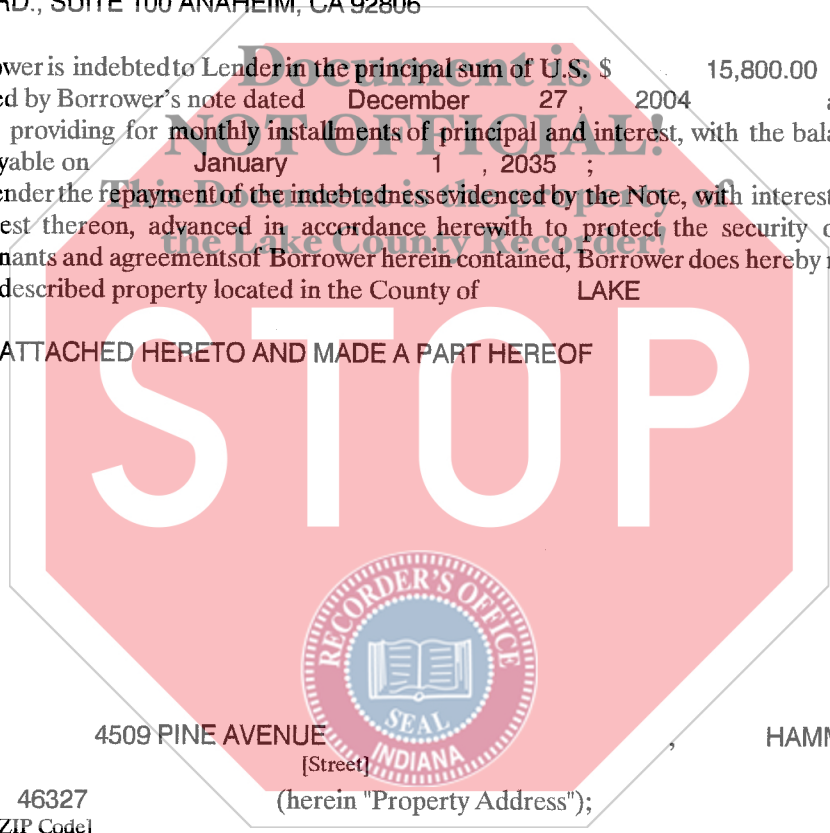 RD., SUITE 100 ANAHEIM, CA 92806
Document is
wer is indebted to Lender in the principal sum of U.S. $ 15,800.00
ed by Borrower's note dated December 27 , 2004
NOT OFFICIAL!
providing for monthly installments of principal and interest, with the bala
yable on January 1 , 2035 ;
This Document is the property of
ender the repayment of the indebtedness evidenced by the Note, with interest
the Lake County Recorder!
est thereon, advanced in accordance herewith to protect the security o
nants and agreements of Borrower herein contained, Borrower does hereby
described property located in the County of LAKE
ATTACHED HERETO AND MADE A PART HEREOF
STOP
RECORDER'S OFFICE
SEAL
INDIANA
4509 PINE AVENUE , HAMM
[Street]
46327 (herein "Property Address");
ZIP Code]